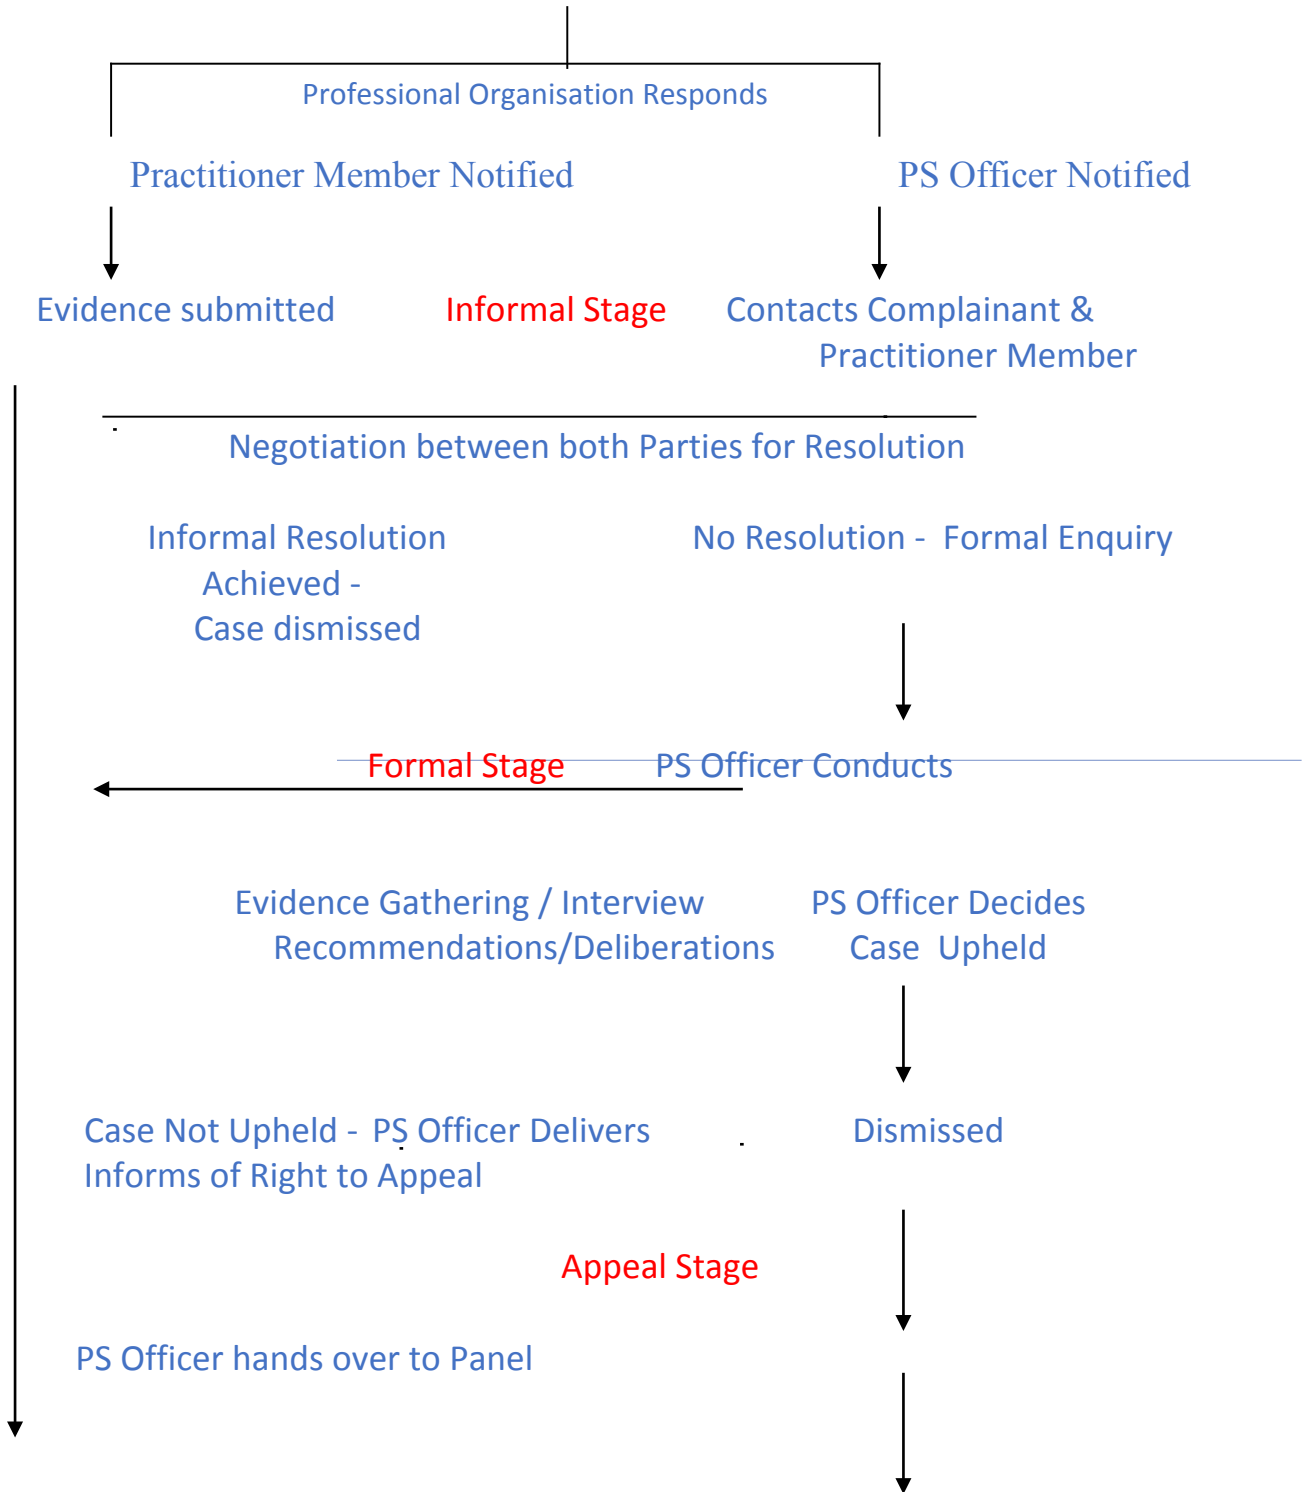 Professional Organisation Responds
Practitioner Member Notified PS Officer Notified
Evidence submitted Informal Stage Contacts Complainant &
Practitioner Member
Negotiation between both Parties for Resolution
Informal Resolution No Resolution - Formal Enquiry
Achieved -
Case dismissed
Formal Stage PS Officer Conducts
Evidence Gathering / Interview PS Officer Decides
Recommendations/Deliberations Case Upheld
Case Not Upheld - PS Officer Delivers Dismissed
Informs of Right to Appeal
Appeal Stage
PS Officer hands over to Panel